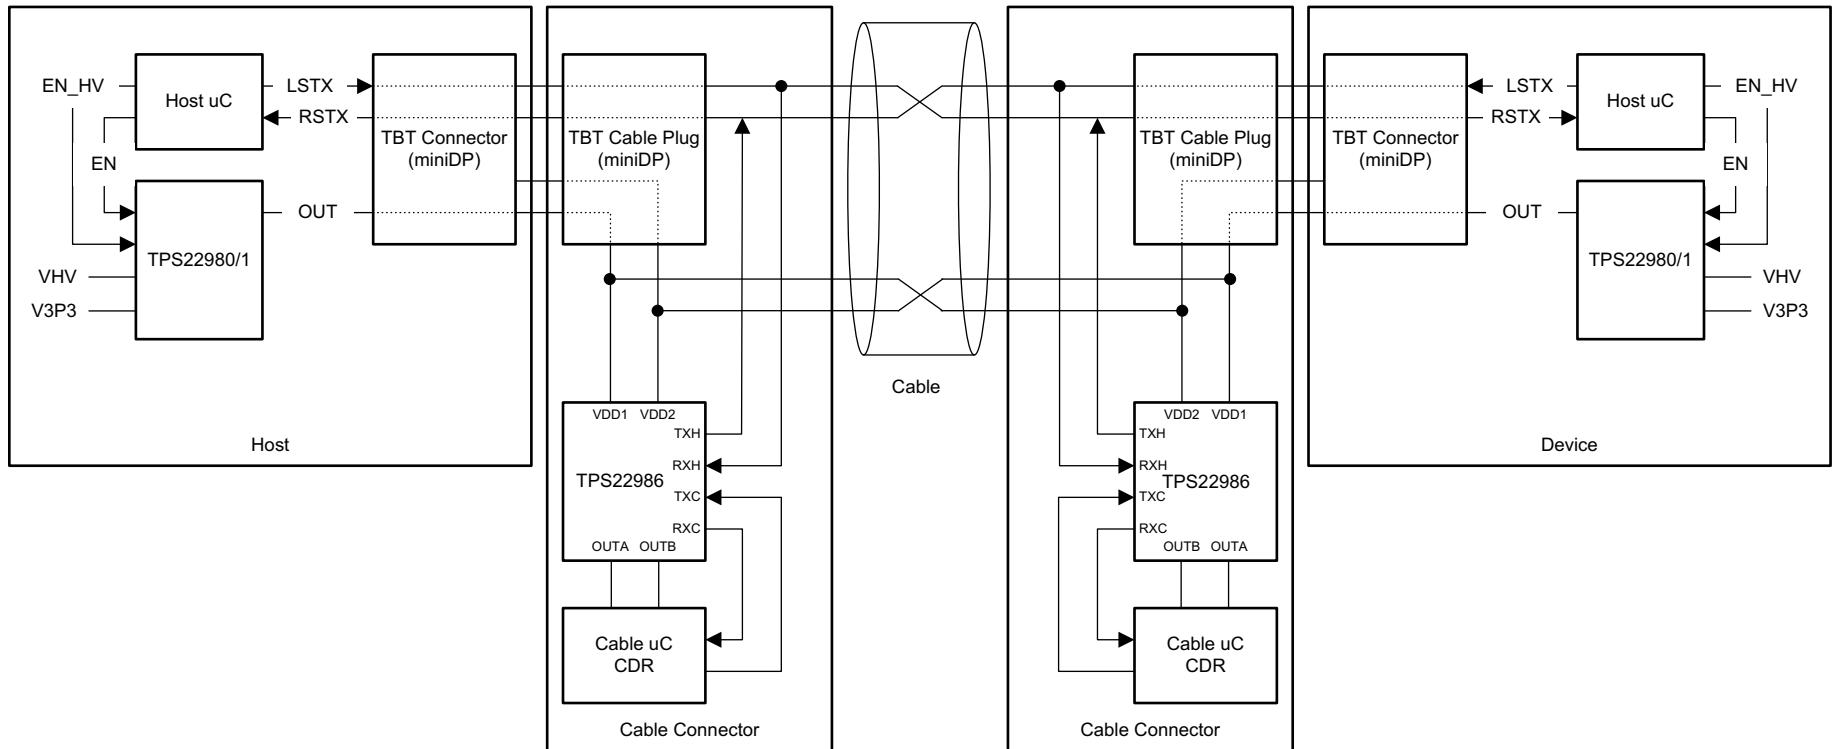 EN_HV
Host uC
LSTX
RSTX
EN
TBT Connector
(miniDP)
OUT
TPS22980/1
VHV
V3P3
Host
TBT Cable Plug
(miniDP)
VDD1 VDD2
TXH
RXH
TPS22986
TXC
RXC
OUTA OUTB
Cable uC
CDR
Cable Connector
Cable
TBT Cable Plug
(miniDP)
VDD2 VDD1
TXH
RXH
TPS22986
TXC
RXC
OUTB OUTA
Cable uC
CDR
Cable Connector
TBT Connector
(miniDP)
LSTX
RSTX
Host uC
EN_HV
EN
OUT
TPS22980/1
VHV
V3P3
Device